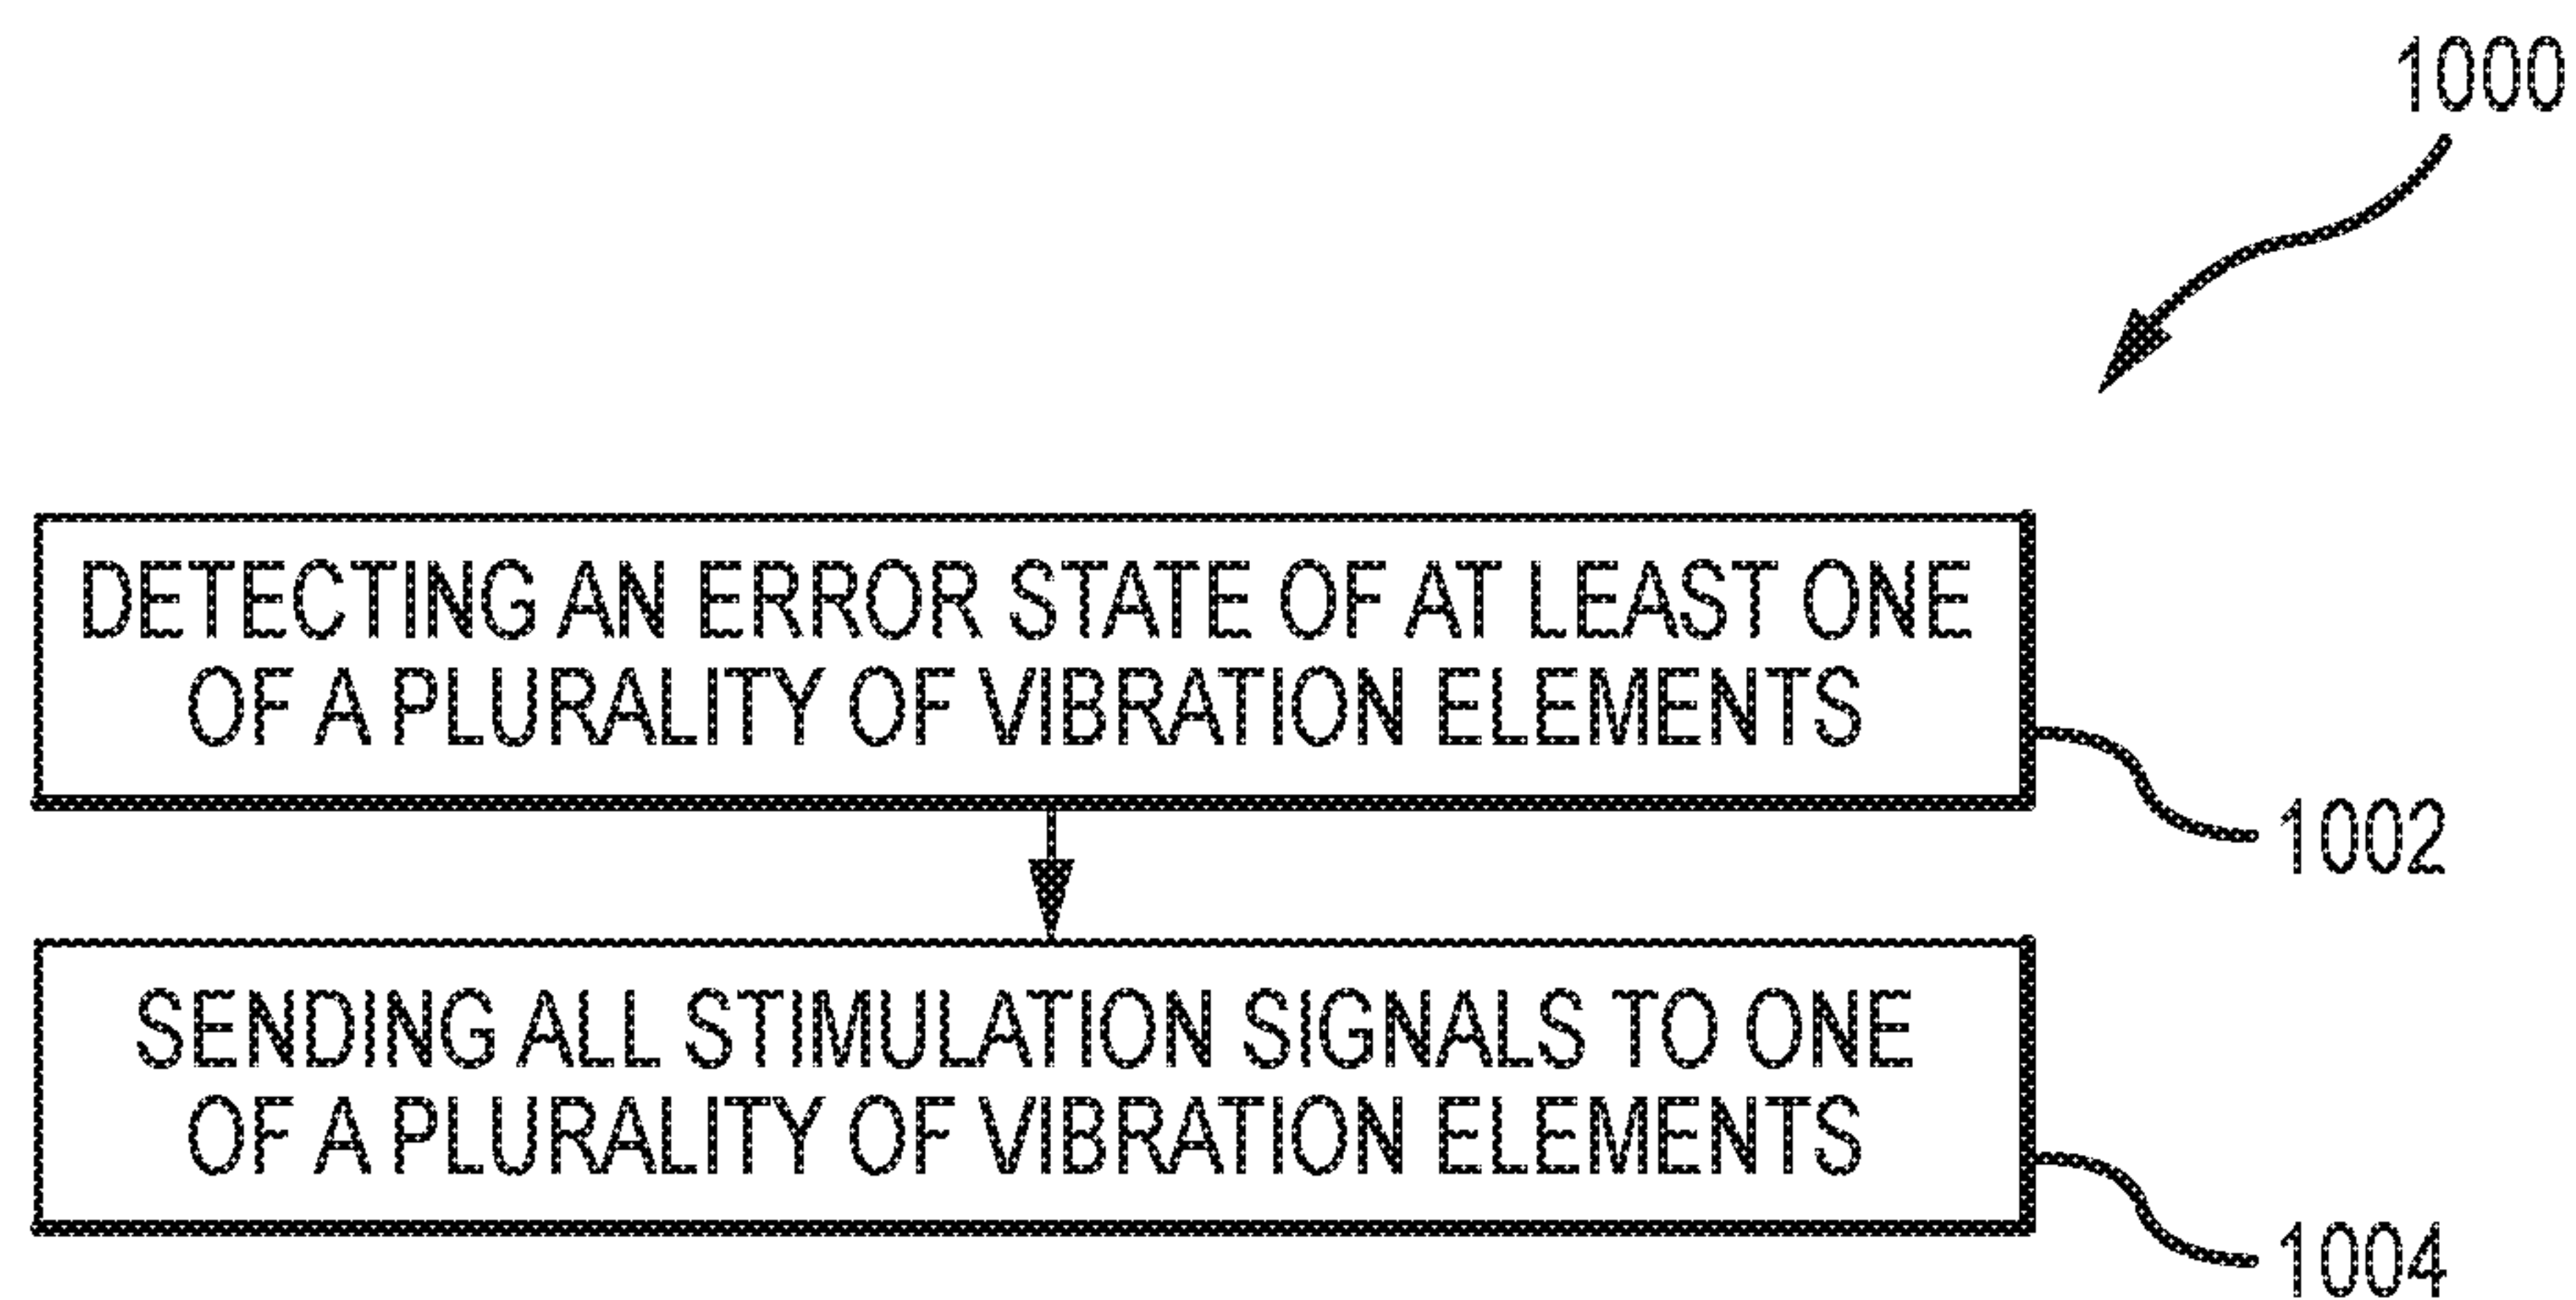 1000
DETECTING AN ERROR STATE OF AT LEAST ONE
OF A PLURALITY OF VIBRATION ELEMENTS
1002
SENDING ALL STIMULATION SIGNALS TO ONE
OF A PLURALITY OF VIBRATION ELEMENTS
1004